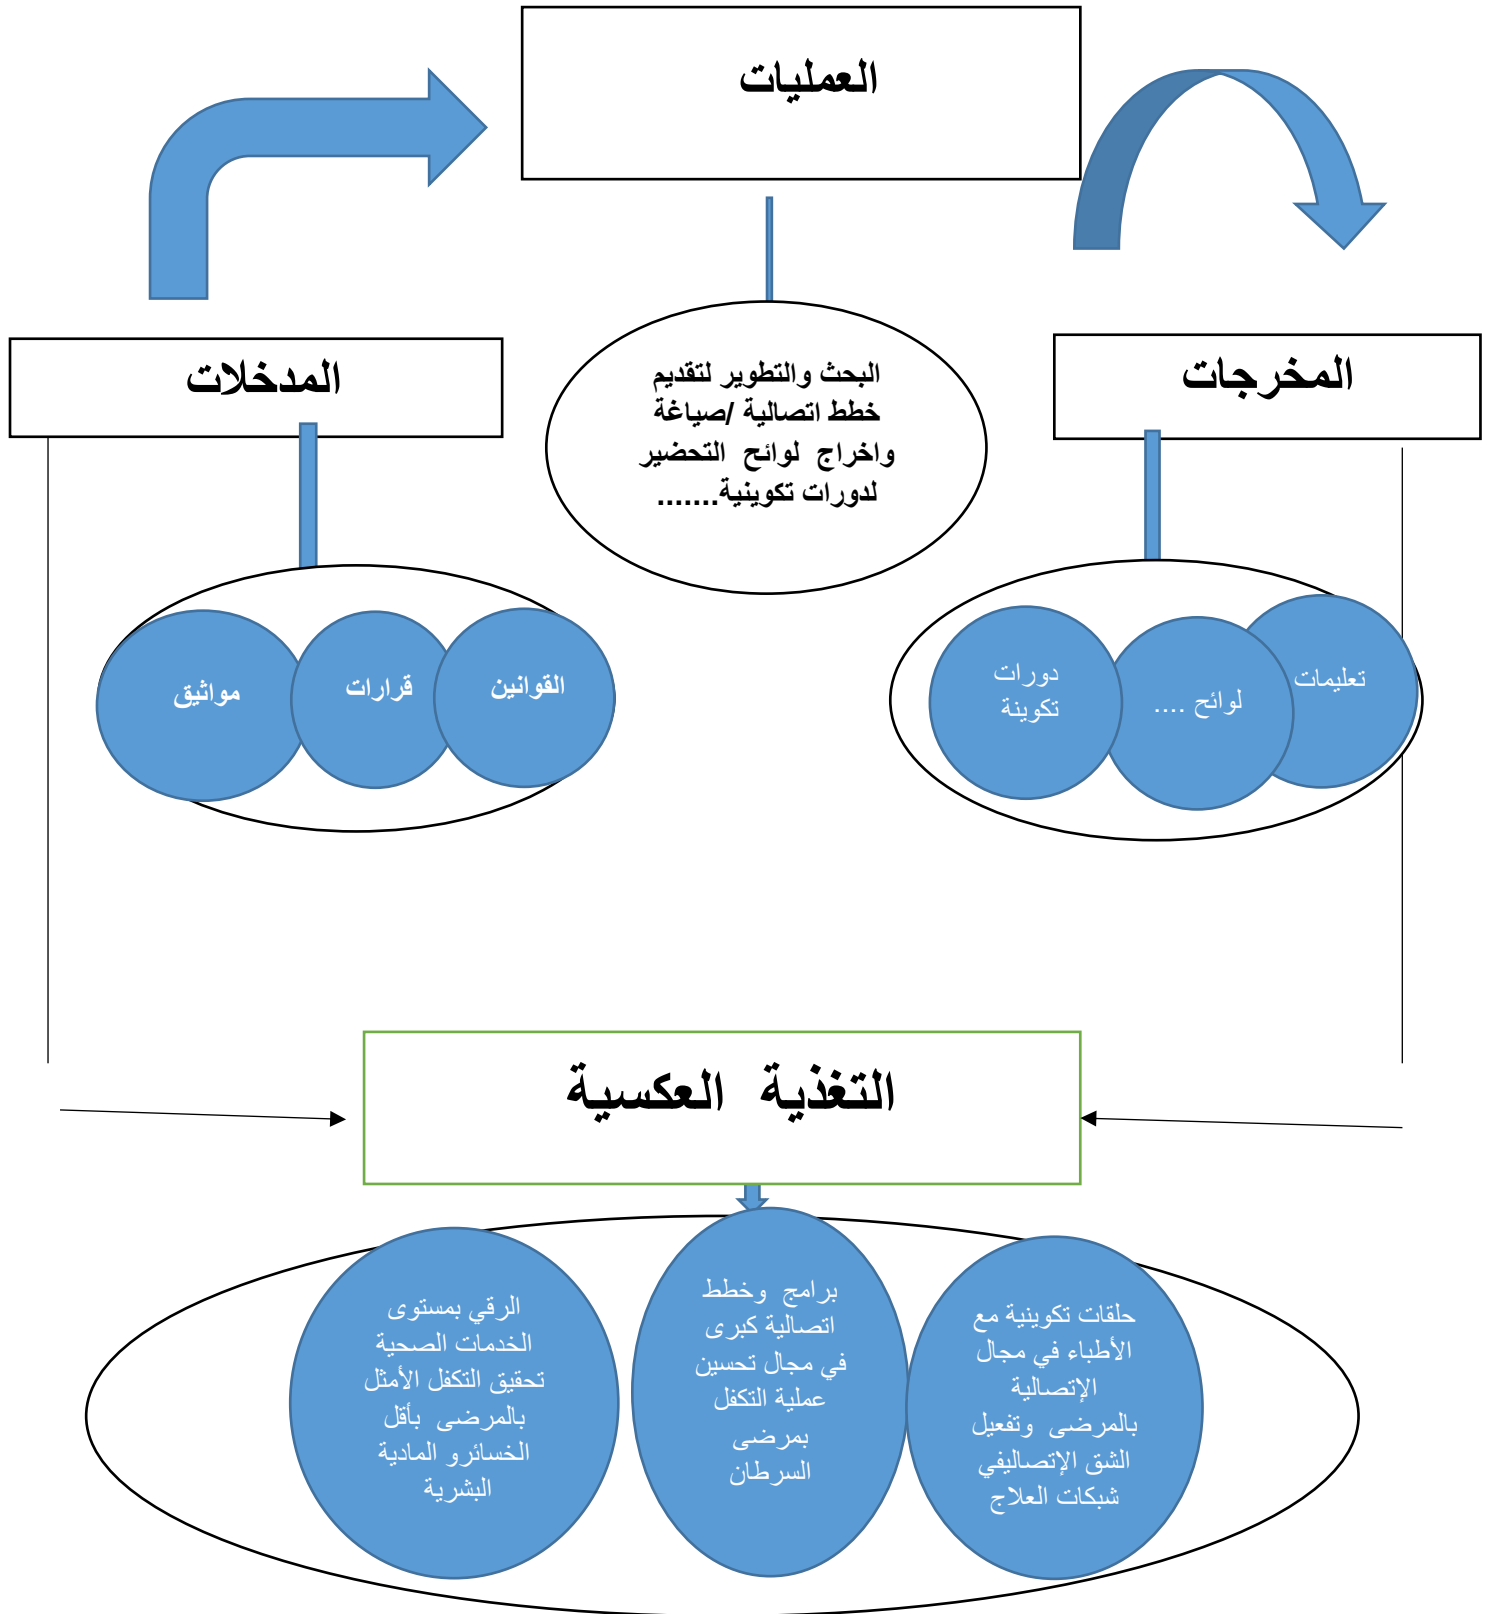 العمليات
المدخلات
المخرجات
البحث والتطوير لتقديم
خطط اتصالية /صياغة
واخراج لوائح التحضير
لدورات تكوينية.......
القوانين
قرارات
مواثيق
تعليمات
لوائح ....
دورات
تكوينة
التغذية العكسية
حلقات تكوينية مع
الأطباء في مجال
الإتصالية
بالمرضى وتفعيل
الشق الإتصاليفي
شبكات العلاج
برامج وخطط
اتصالية كبرى
في مجال تحسين
عملية التكفل
بمرضى
السرطان
الرقي بمستوى
الخدمات الصحية
تحقيق التكفل الأمثل
بالمرضى بأقل
الخسائرو المادية
البشرية